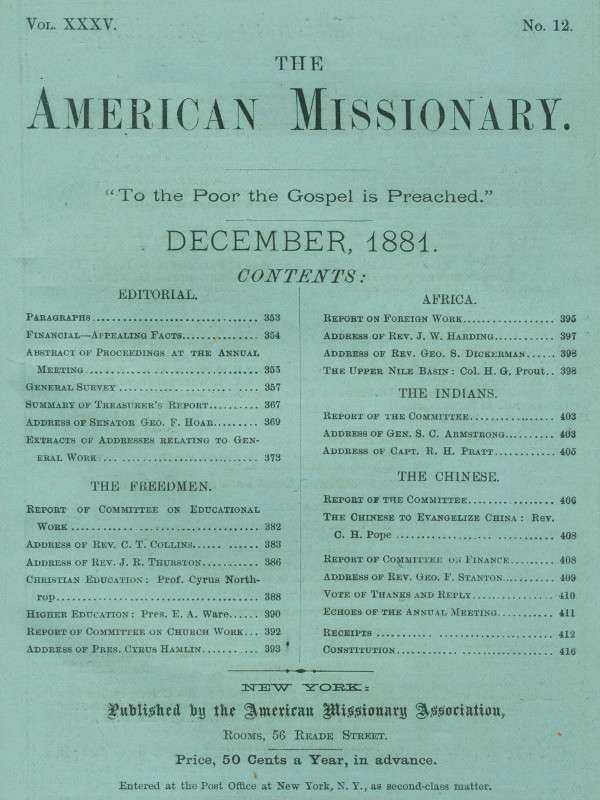 Vol. XXXV. No. 12.
THE
AMERICAN MISSIONARY.
“To the Poor the Gospel is Preached.”
DECEMBER, 1881.
CONTENTS:
EDITORIAL.
Paragraphs 353
Financial—Appealing Facts 354
Abstract of Proceedings at the Annual
Meeting 355
General Survey 357
Summary of Treasurer's Report 367
Address of Senator Geo. F. Hoar 369
Extracts of Addresses relating to Gen-
eral Work 373
THE FREEDMEN.
Report of Committee on Educational
Work 382
Address of Rev. C. T. Collins 383
Address of Rev. J. R. Thurston 386
Christian Education: Prof. Cyrus North-
rop 388
Higher Education: Pres. E. A. Ware 390
Report of Committee on Church Work 392
Address of Pres. Cyrus Hamlin 393
AFRICA.
Report on Foreign Work 395
Address of Rev. J. W. Harding 397
Address of Rev. Geo. S. Dickerman 398
The Upper Nile Basin: Col. H. G. Prout 398
THE INDIANS.
Report of the Committee 403
Address of Gen. S. C. Armstrong 403
Address of Capt. R. H. Pratt 405
THE CHINESE.
Report of the Committee 406
The Chinese to Evangelize China: Rev.
C. H. Pope 408
Report of Committee on Finance 408
Address of Rev. Geo. F. Stanton 409
Vote of Thanks and Reply 410
Echoes of the Annual Meeting 411
Receipts 412
Constitution 416
NEW YORK:
Published by the American Missionary Association,
Rooms, 56 Reade Street.
Price, 50 Cents a Year, in advance.
Entered at the Post Office at New York, N. Y., as second-class matter.